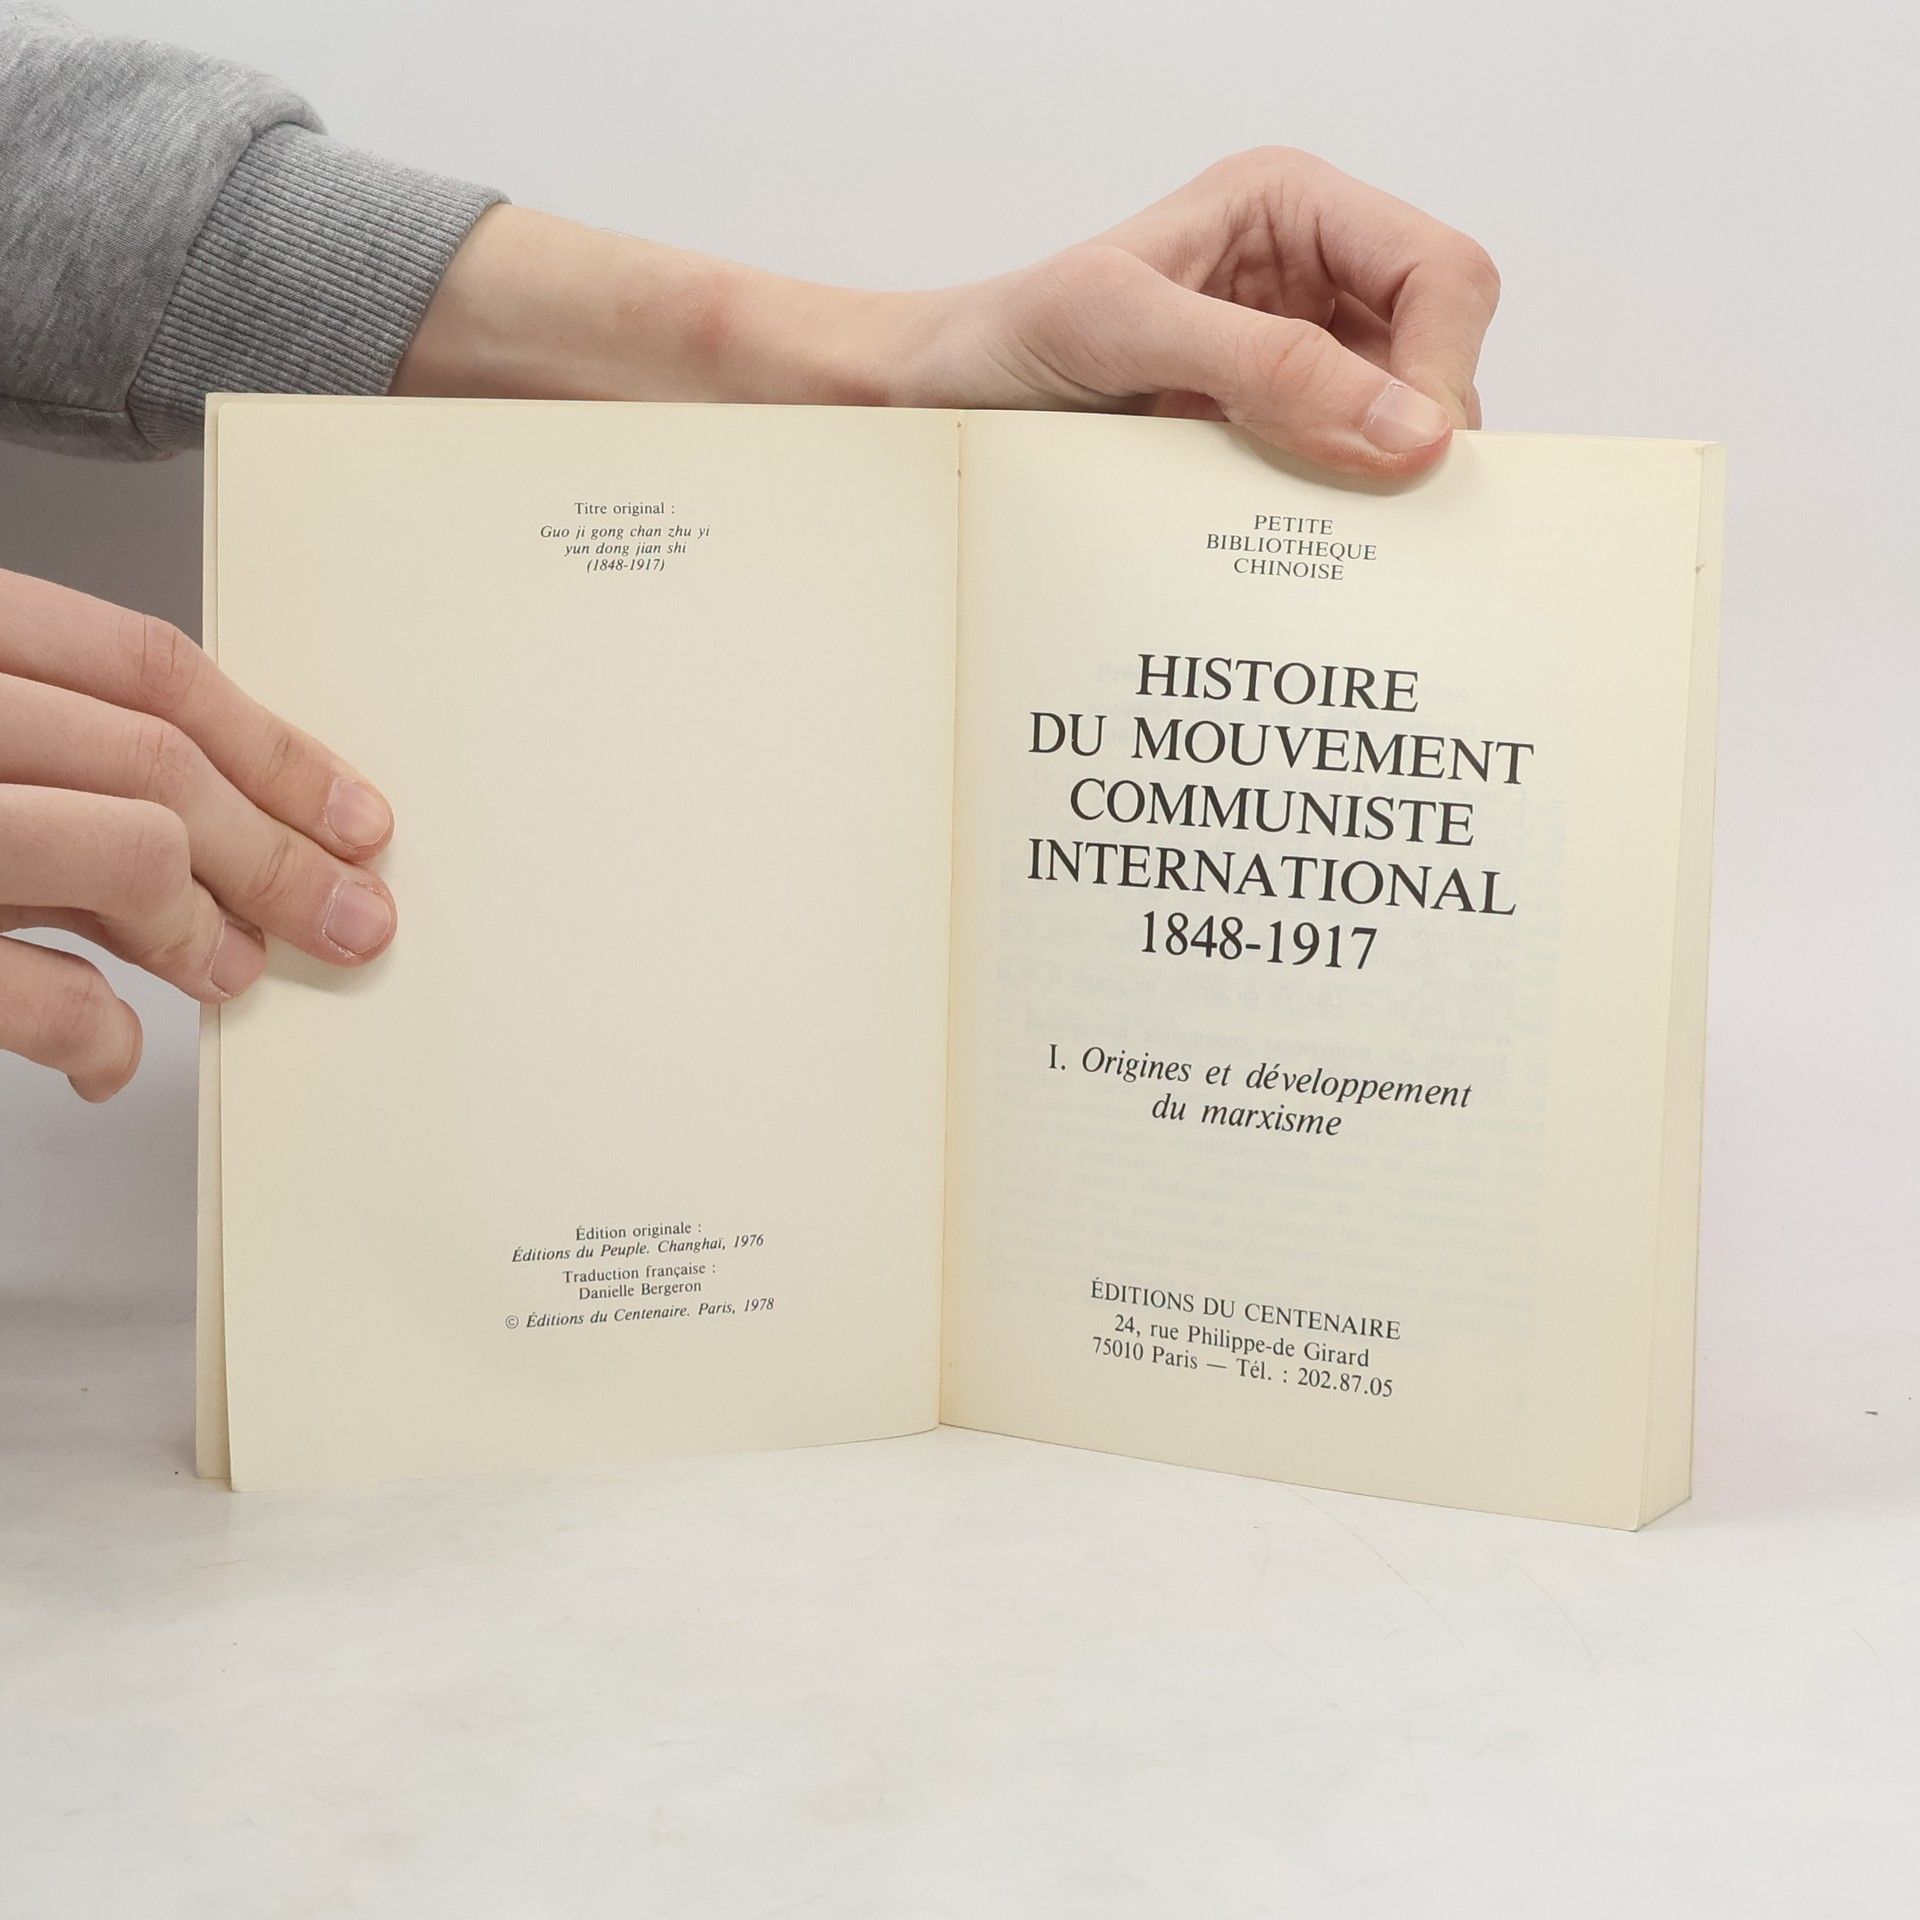 Titre original :
Guo ji gong chan zhu yi
yun dong jian shi
(1848-1917)
Édition originale :
Éditions du Peuple. Changhaï, 1976
Traduction française :
Danielle Bergeron
© Éditions du Centenaire. Paris, 1978
PETITE
BIBLIOTHEQUE
CHINOISE
HISTOIRE
DU MOUVEMENT
COMMUNISTE
INTERNATIONAL
1848-1917
I. Origines et développement
du marxisme
ÉDITIONS DU CENTENAIRE
24, rue Philippe-de Girard
75010 Paris — Tél. : 202.87.05